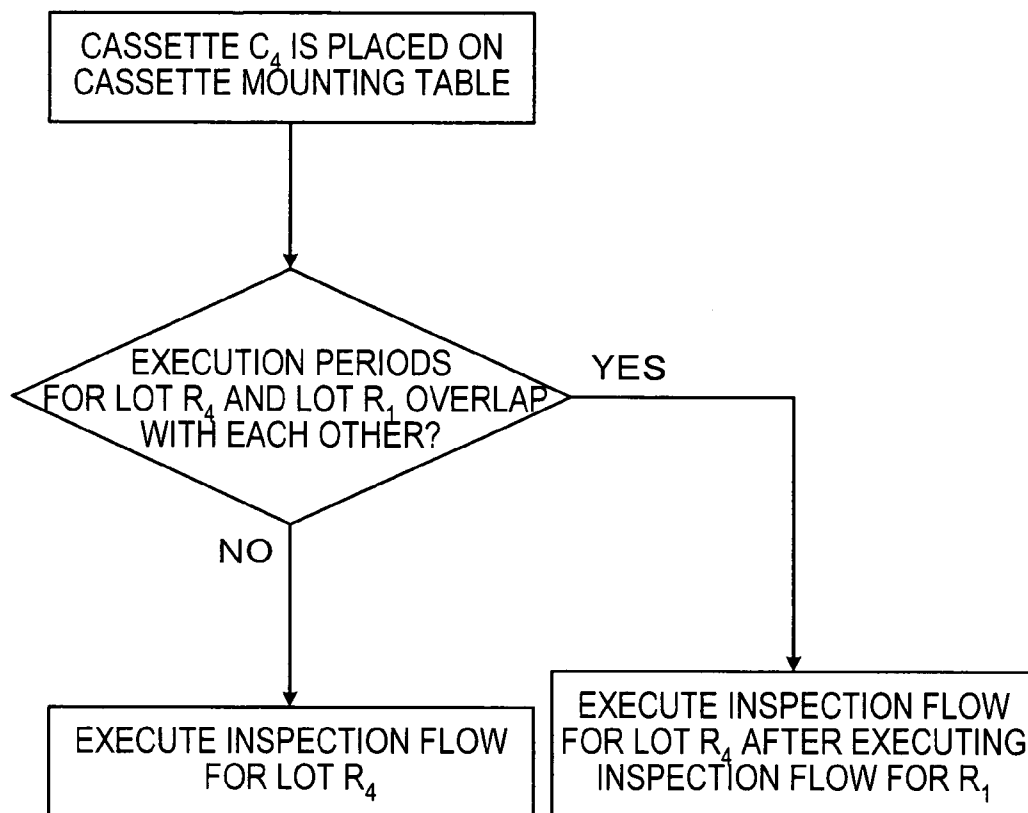 CASSETTE C₄ IS PLACED ON
CASSETTE MOUNTING TABLE
EXECUTION PERIODS
FOR LOT R₄ AND LOT R₁ OVERLAP
WITH EACH OTHER?
YES
NO
EXECUTE INSPECTION FLOW
FOR LOT R₄
EXECUTE INSPECTION FLOW
FOR LOT R₄ AFTER EXECUTING
INSPECTION FLOW FOR R₁